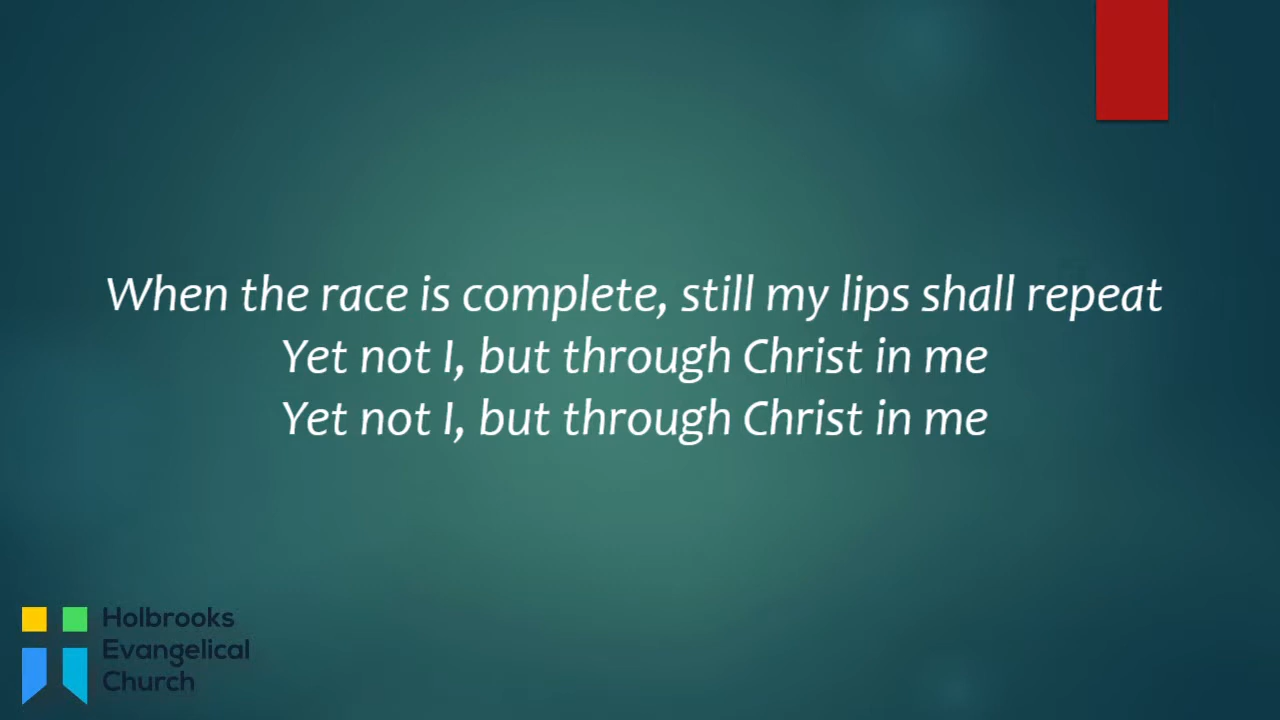 When the race is complete, still my lips shall repeat
Yet not I, but through Christ in me
Yet not I, but through Christ in me
Holbrooks
Evangelical
Church